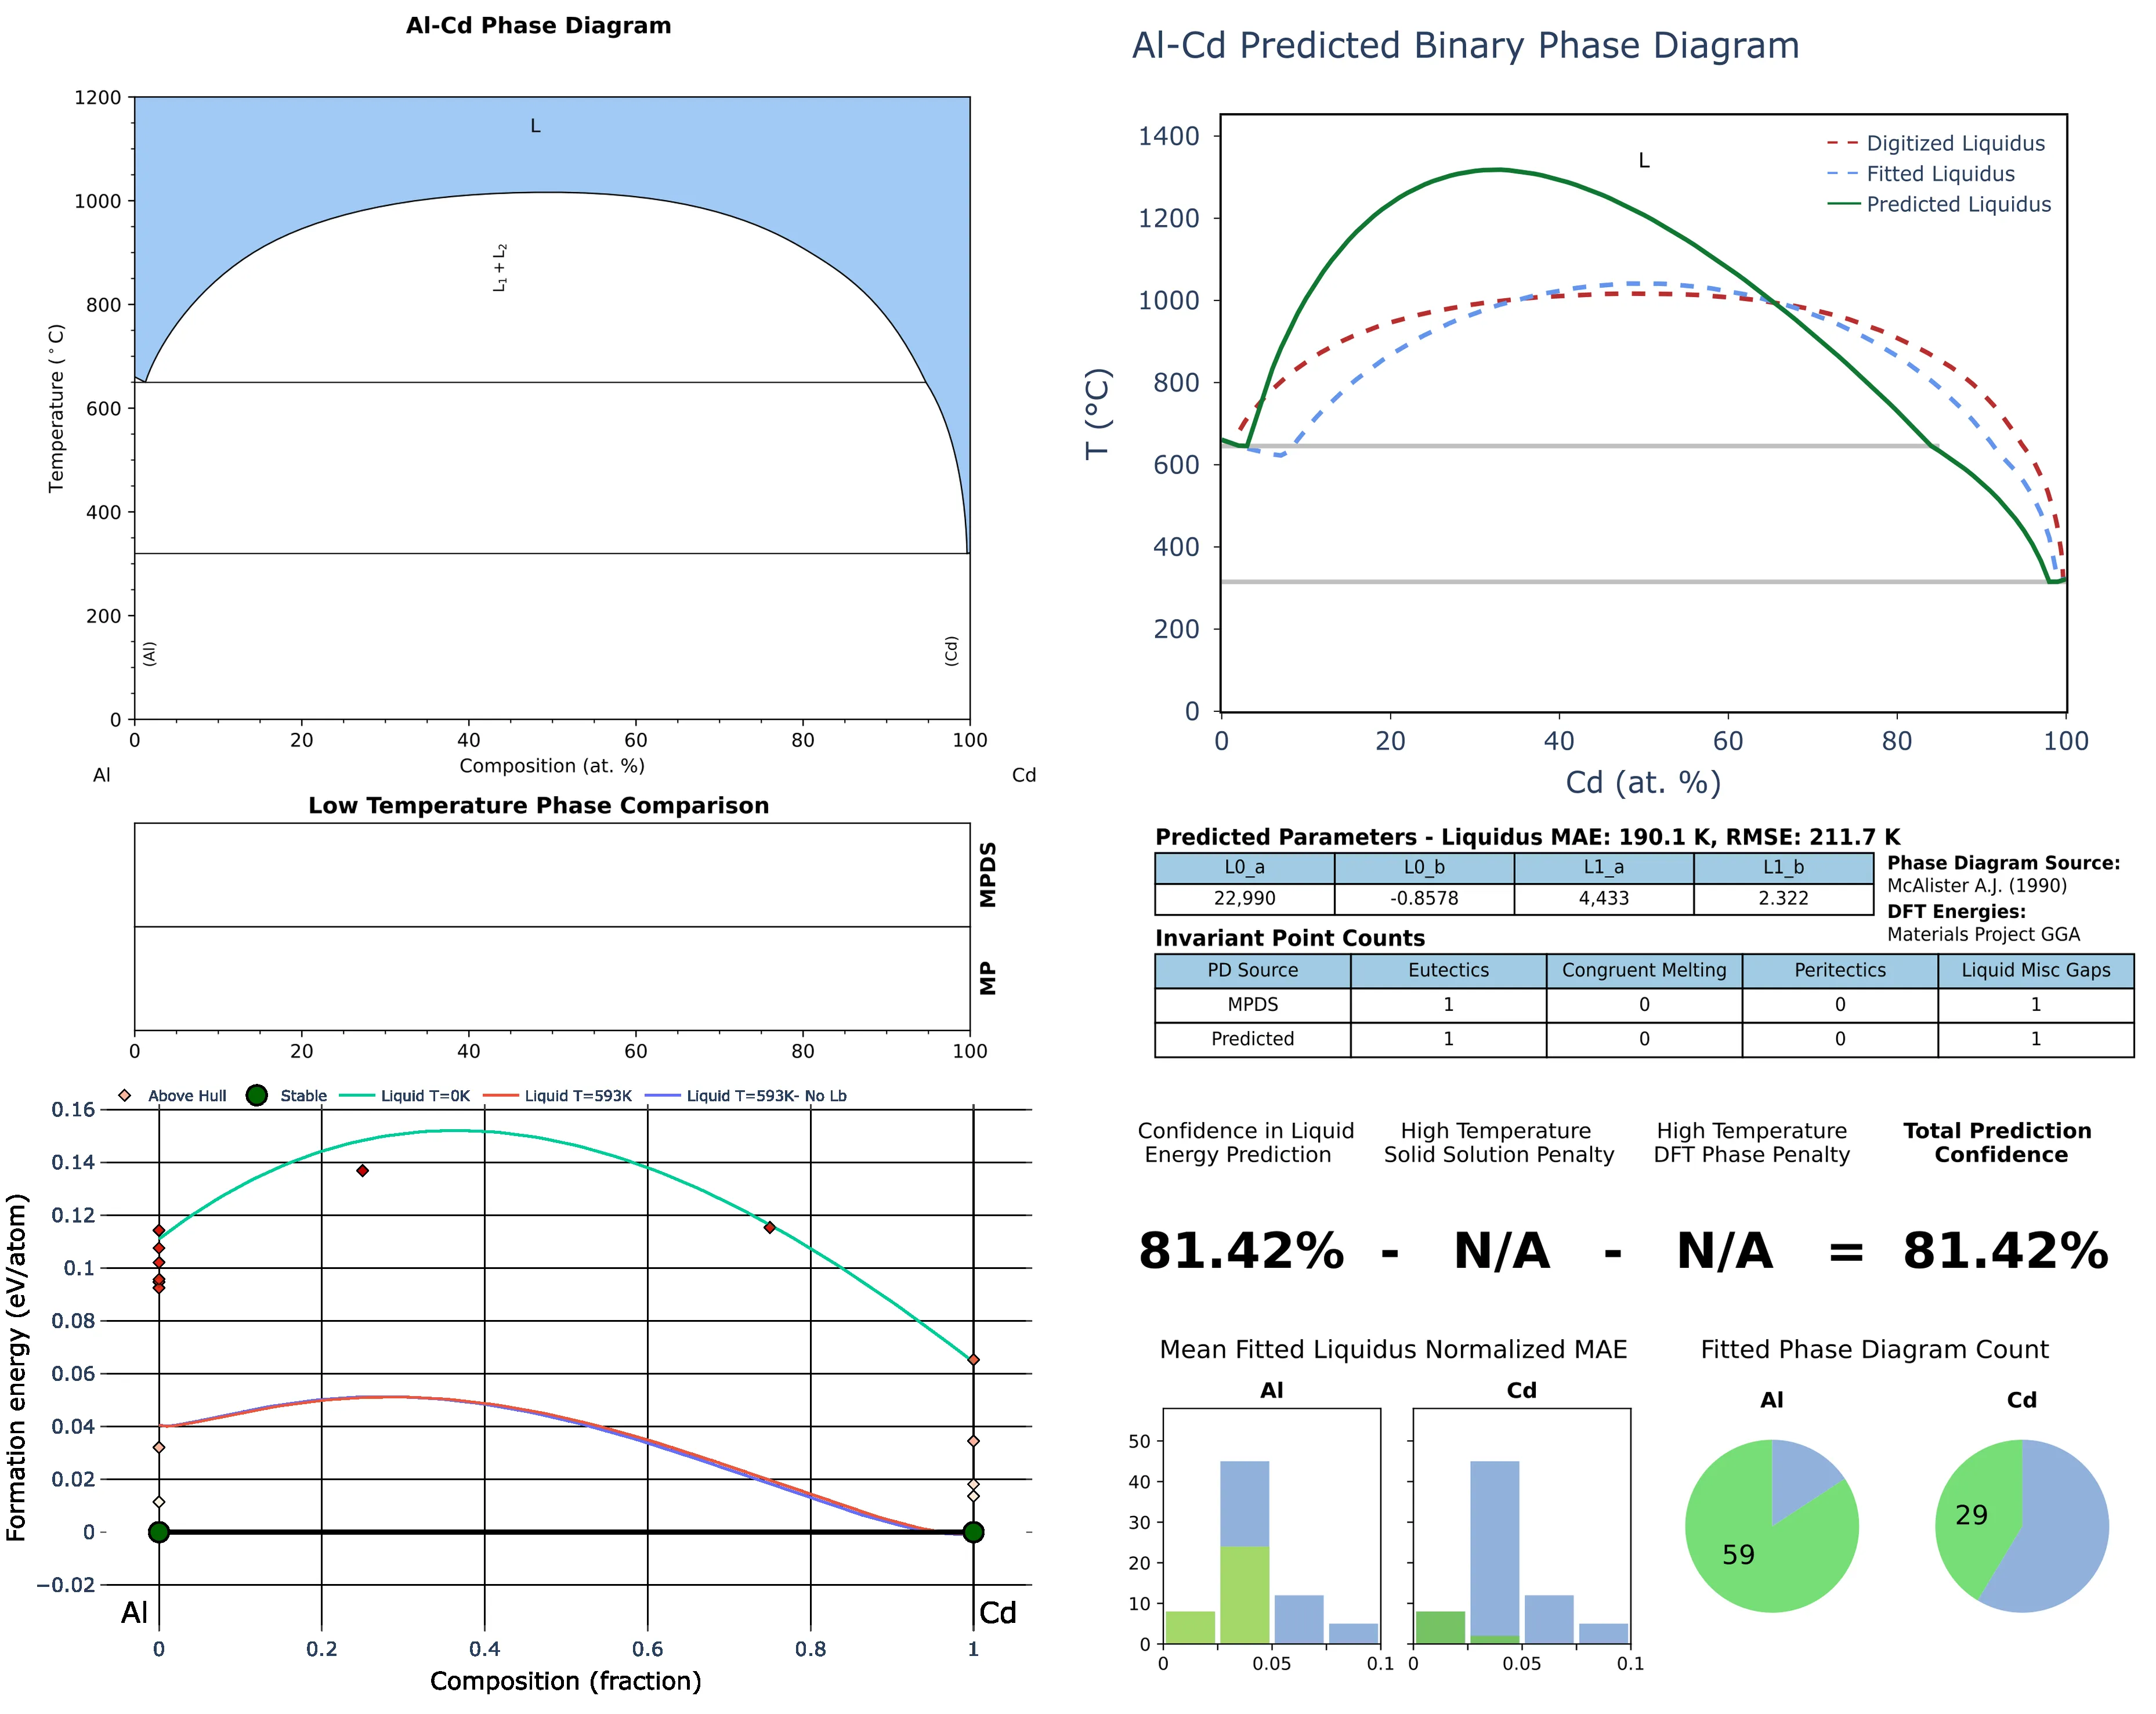 Al-Cd Phase Diagram
1200
1000
800
600
400
200
0
Temperature (°C)
L
L₁ + L₂
(Al)
(Cd)
0 20 40 60 80 100
Composition (at. %)
Al Cd
Low Temperature Phase Comparison
MPDS
MP
0 20 40 60 80 100
Above Hull Stable Liquid T=0K Liquid T=593K Liquid T=593K- No Lb
0.16
0.14
0.12
0.1
0.08
0.06
0.04
0.02
0
−0.02
Formation energy (eV/atom)
Al Cd
0 0.2 0.4 0.6 0.8 1
Composition (fraction)
Al-Cd Predicted Binary Phase Diagram
1400
1200
1000
800
600
400
200
0
T (°C)
L
Digitized Liquidus
Fitted Liquidus
Predicted Liquidus
0 20 40 60 80 100
Cd (at. %)
Predicted Parameters - Liquidus MAE: 190.1 K, RMSE: 211.7 K
L0_a L0_b L1_a L1_b
22,990 -0.8578 4,433 2.322
Phase Diagram Source:
McAlister A.J. (1990)
DFT Energies:
Materials Project GGA
Invariant Point Counts
PD Source Eutectics Congruent Melting Peritectics Liquid Misc Gaps
MPDS 1 0 0 1
Predicted 1 0 0 1
Confidence in Liquid
Energy Prediction
High Temperature
Solid Solution Penalty
High Temperature
DFT Phase Penalty
Total Prediction
Confidence
81.42% - N/A - N/A = 81.42%
Mean Fitted Liquidus Normalized MAE
Al Cd
50
40
30
20
10
0
0 0.05 0.1 0 0.05 0.1
Fitted Phase Diagram Count
Al Cd
59
29